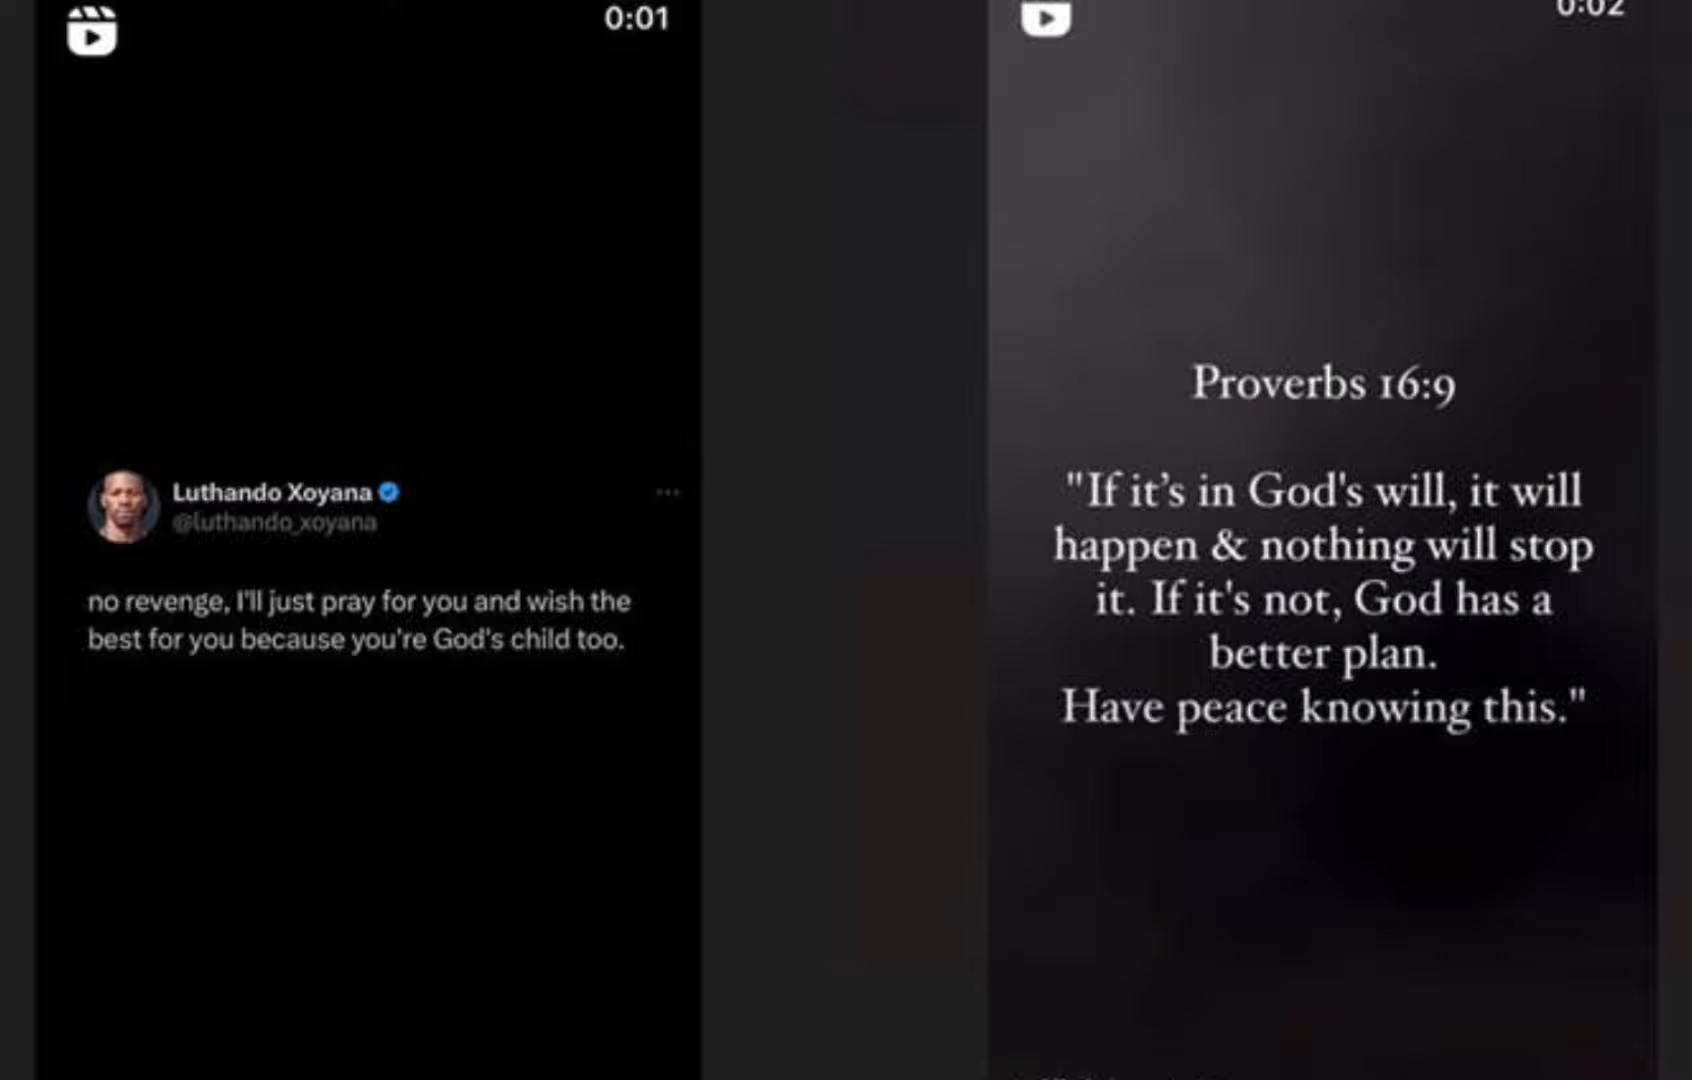 0:01
Luthando Xoyana
@luthando_xoyana
no revenge, I'll just pray for you and wish the
best for you because you're God's child too.
0:02
Proverbs 16:9
"If it’s in God's will, it will
happen & nothing will stop
it. If it's not, God has a
better plan.
Have peace knowing this."